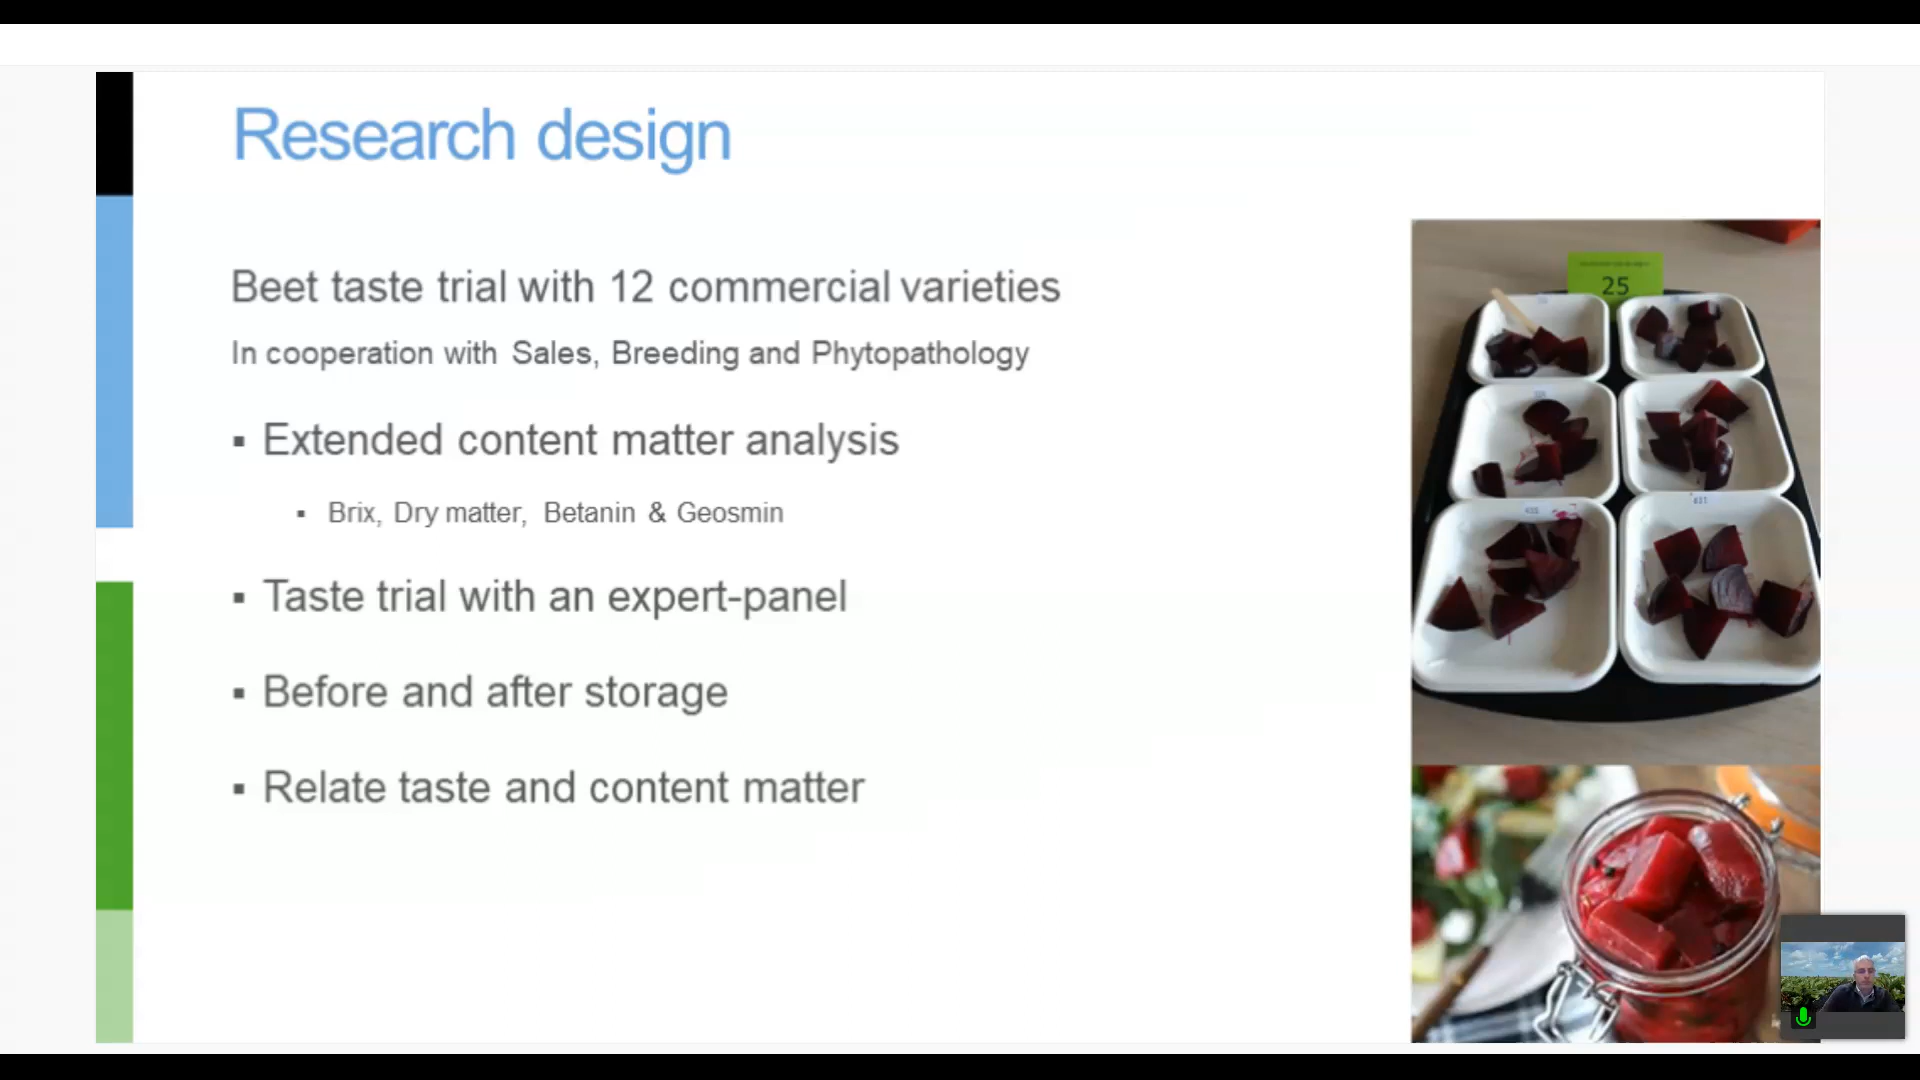 Research design
Beet taste trial with 12 commercial varieties
In cooperation with Sales, Breeding and Phytopathology
▪ Extended content matter analysis
▪ Brix, Dry matter, Betanin & Geosmin
▪ Taste trial with an expert-panel
▪ Before and after storage
▪ Relate taste and content matter
25